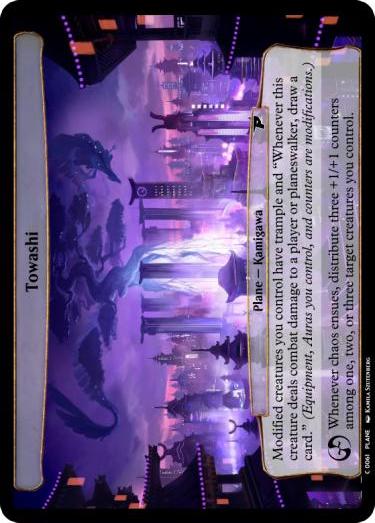 Towashi
Plane — Kamigawa
Modified creatures you control have trample and “Whenever this
creature deals combat damage to a player or planeswalker, draw a
card.” (Equipment, Auras you control, and counters are modifications.)
Whenever chaos ensues, distribute three +1/+1 counters
among one, two, or three target creatures you control.
C 0061 PLANE KAMILA SZUTENBERG